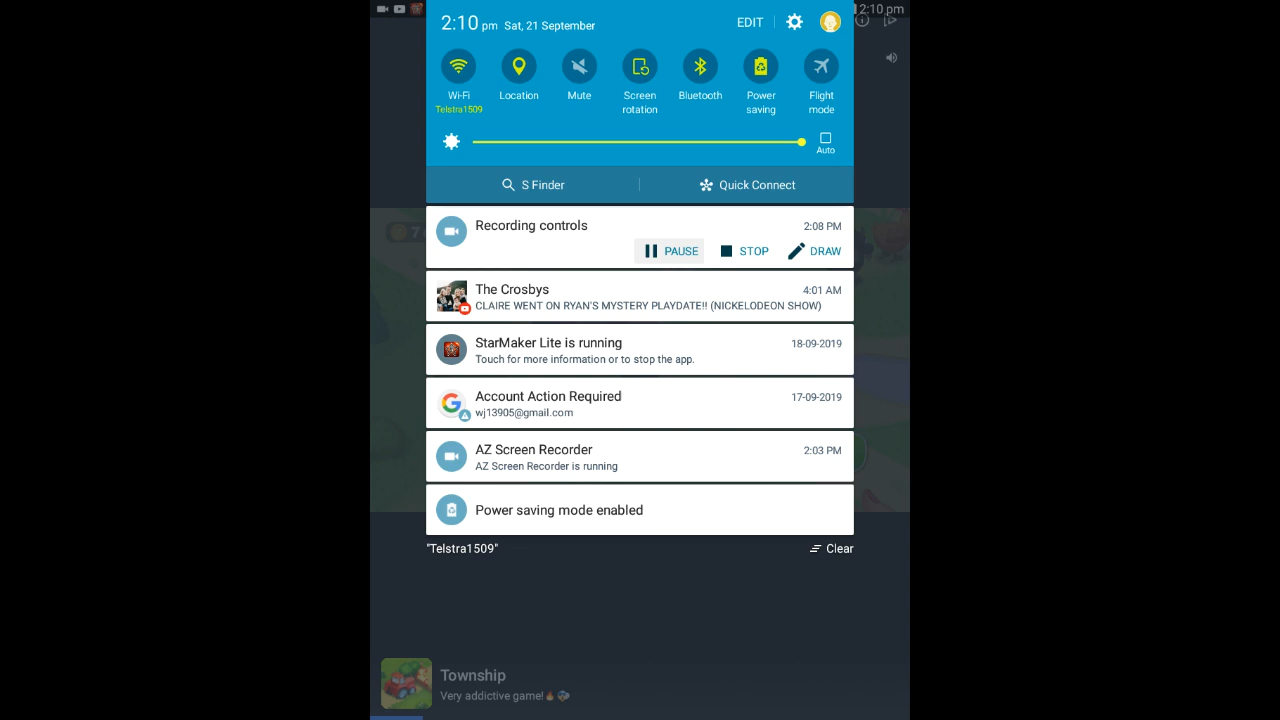 12:10 pm
2:10 pm Sat, 21 September EDIT
Wi-Fi Location Mute Screen rotation Bluetooth Power saving Flight mode
Telstra1509
Auto
S Finder Quick Connect
Recording controls 2:08 PM
PAUSE STOP DRAW
The Crosbys 4:01 AM
CLAIRE WENT ON RYAN'S MYSTERY PLAYDATE!! (NICKELODEON SHOW)
StarMaker Lite is running 18-09-2019
Touch for more information or to stop the app.
Account Action Required 17-09-2019
wj13905@gmail.com
AZ Screen Recorder 2:03 PM
AZ Screen Recorder is running
Power saving mode enabled
"Telstra1509" Clear
Township
Very addictive game!